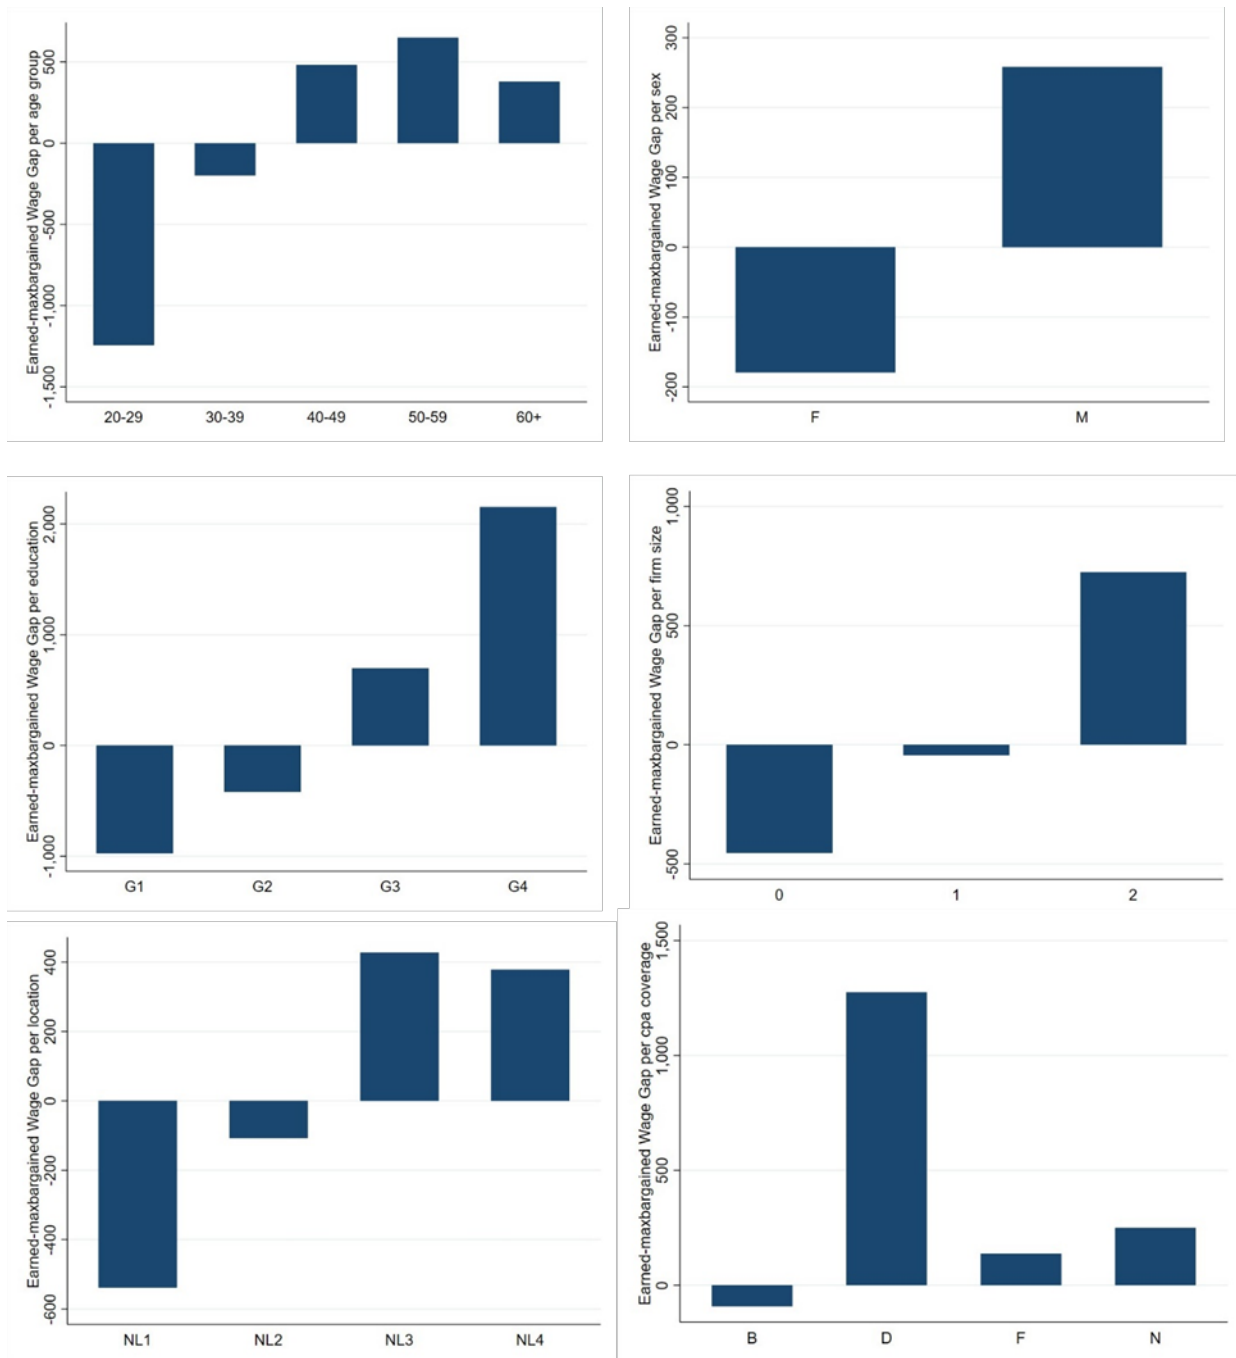 Earned-maxbargained Wage Gap per age group
500
0
-500
-1,000
-1,500
20-29 30-39 40-49 50-59 60+
Earned-maxbargained Wage Gap per sex
300
200
100
0
-100
-200
F M
Earned-maxbargained Wage Gap per education
2,000
1,000
0
-1,000
G1 G2 G3 G4
Earned-maxbargained Wage Gap per firm size
1,000
500
0
-500
0 1 2
Earned-maxbargained Wage Gap per location
400
200
0
-200
-400
-600
NL1 NL2 NL3 NL4
Earned-maxbargained Wage Gap per cpa coverage
1,500
1,000
500
0
B D F N